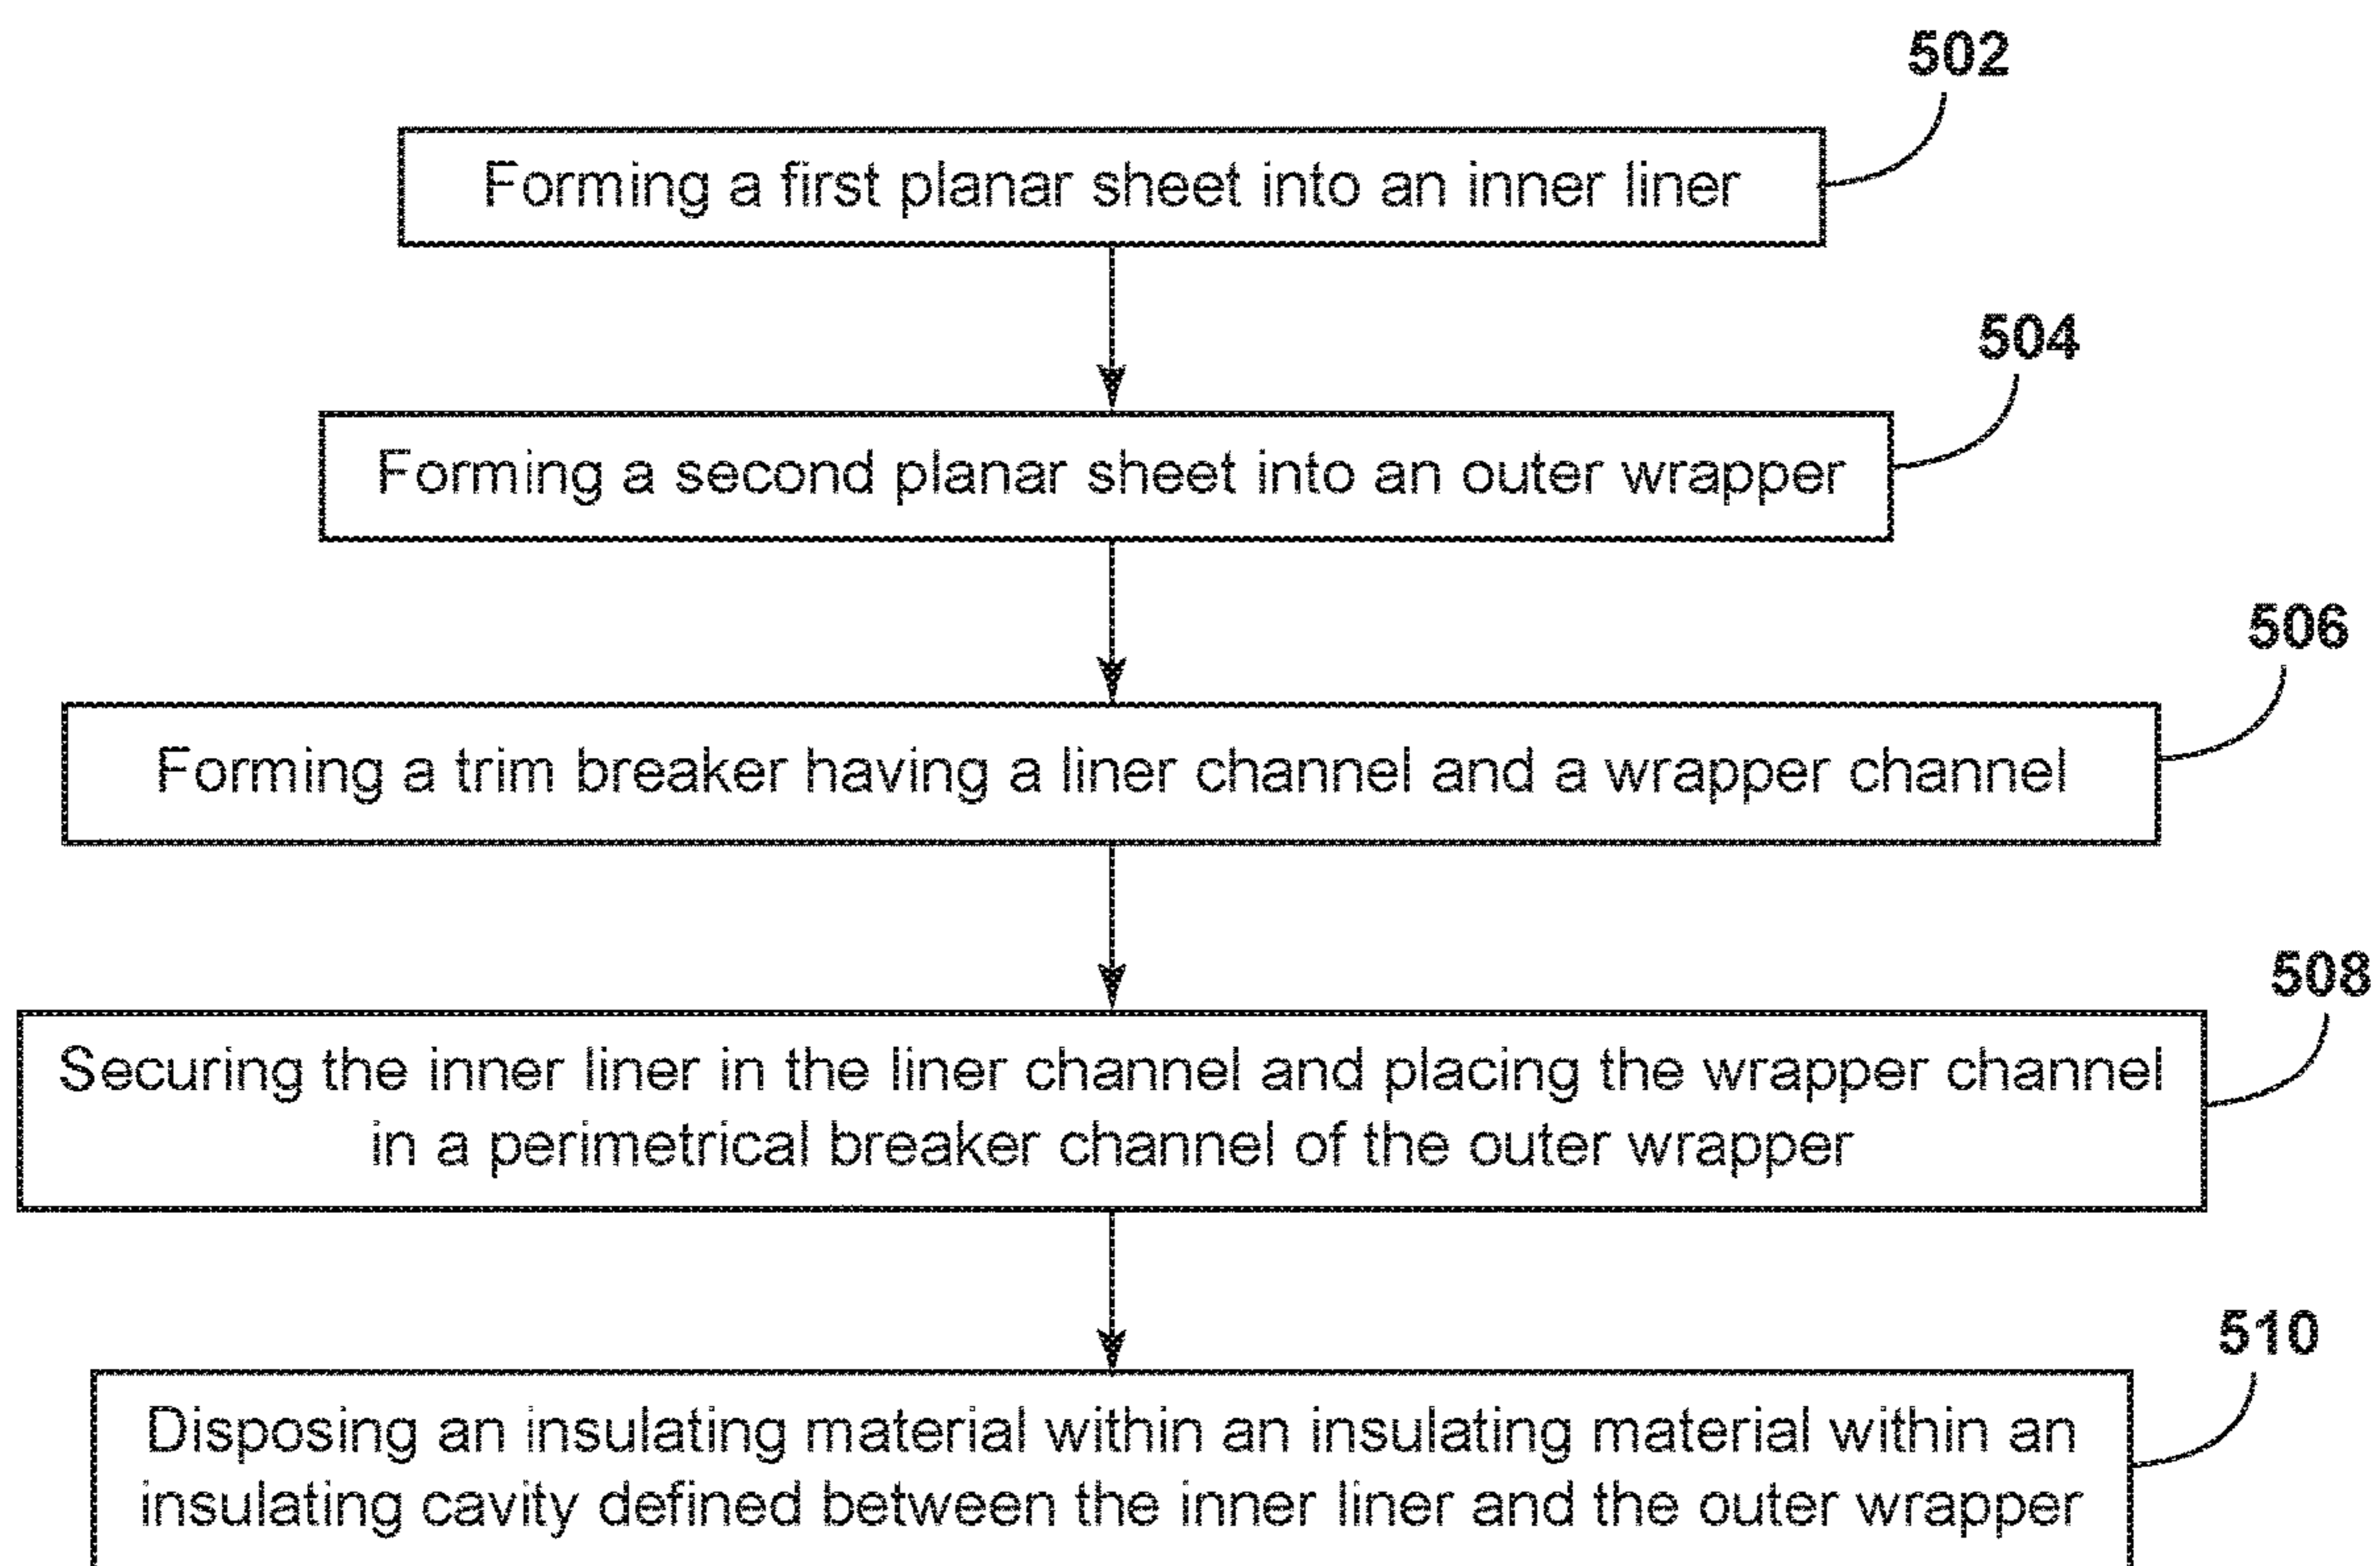 502
Forming a first planar sheet into an inner liner
504
Forming a second planar sheet into an outer wrapper
506
Forming a trim breaker having a liner channel and a wrapper channel
508
Securing the inner liner in the liner channel and placing the wrapper channel
in a perimetrical breaker channel of the outer wrapper
510
Disposing an insulating material within an insulating material within an
insulating cavity defined between the inner liner and the outer wrapper